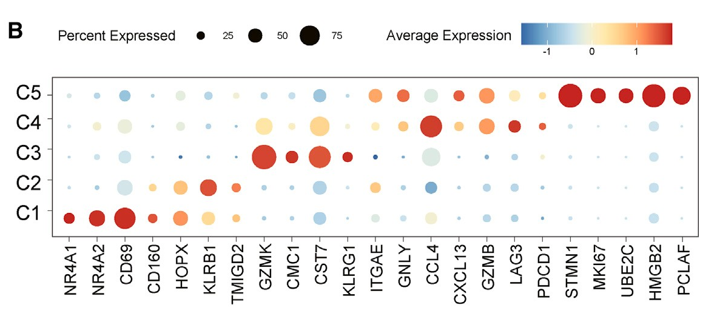 B
Percent Expressed 25 50 75 Average Expression -1 0 1
C5
C4
C3
C2
C1
NR4A1 NR4A2 CD69 CD160 HOPX KLRB1 TMIGD2 GZMK CMC1 CST7 KLRG1 ITGAE GNLY CCL4 CXCL13 GZMB LAG3 PDCD1 STMN1 MKI67 UBE2C HMGB2 PCLAF